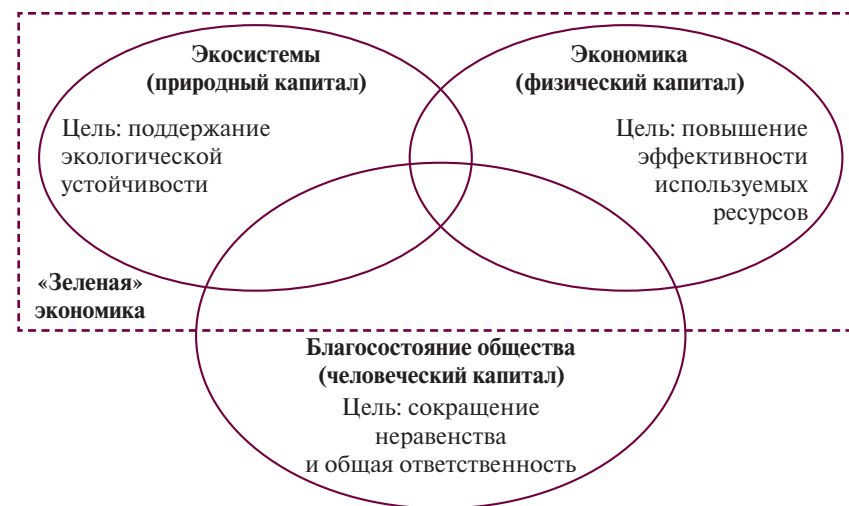 Экосистемы
(природный капитал)
Цель: поддержание
экологической
устойчивости
Экономика
(физический капитал)
Цель: повышение
эффективности
используемых
ресурсов
«Зеленая»
экономика
Благосостояние общества
(человеческий капитал)
Цель: сокращение
неравенства
и общая ответственность